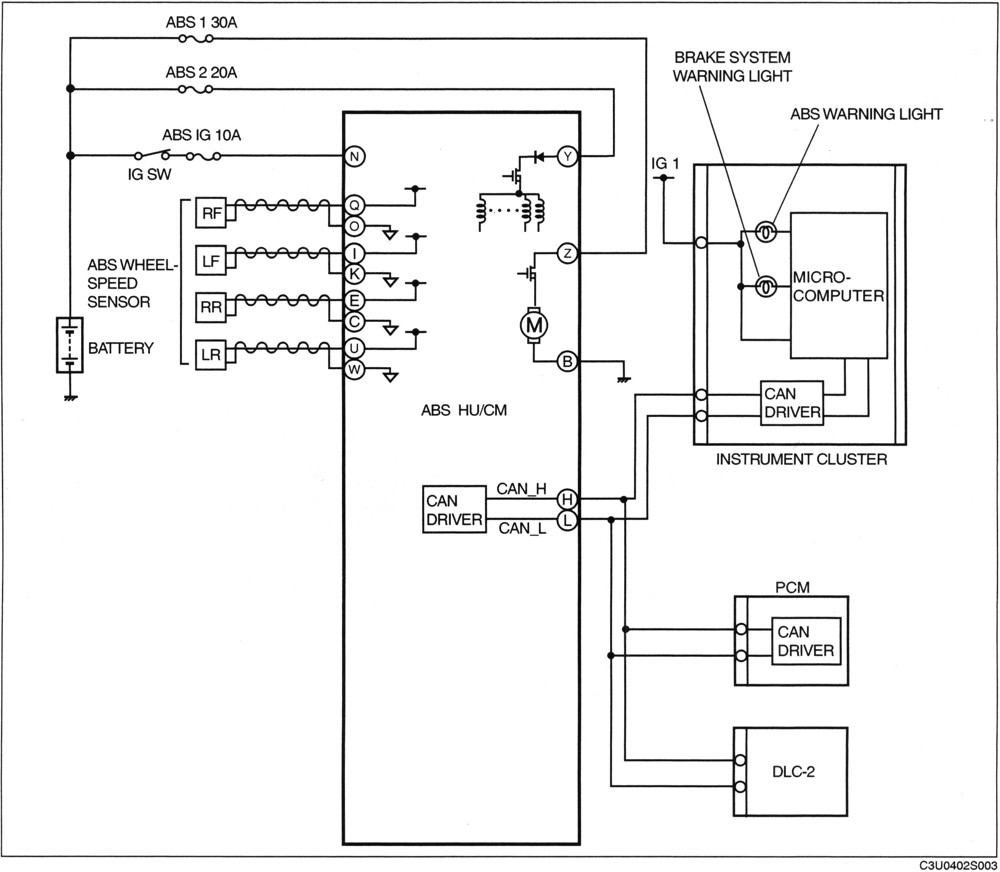 ABS 1 30A
ABS 2 20A
BRAKE SYSTEM
WARNING LIGHT
ABS WARNING LIGHT
ABS IG 10A
IG SW
N
Y
IG 1
RF
Q
O
LF
I
K
Z
ABS WHEEL-
SPEED
SENSOR
RR
E
C
M
MICRO-
COMPUTER
BATTERY
LR
U
W
B
ABS HU/CM
CAN
DRIVER
INSTRUMENT CLUSTER
CAN
DRIVER
CAN_H
H
CAN_L
L
PCM
CAN
DRIVER
DLC-2
C3U0402S003